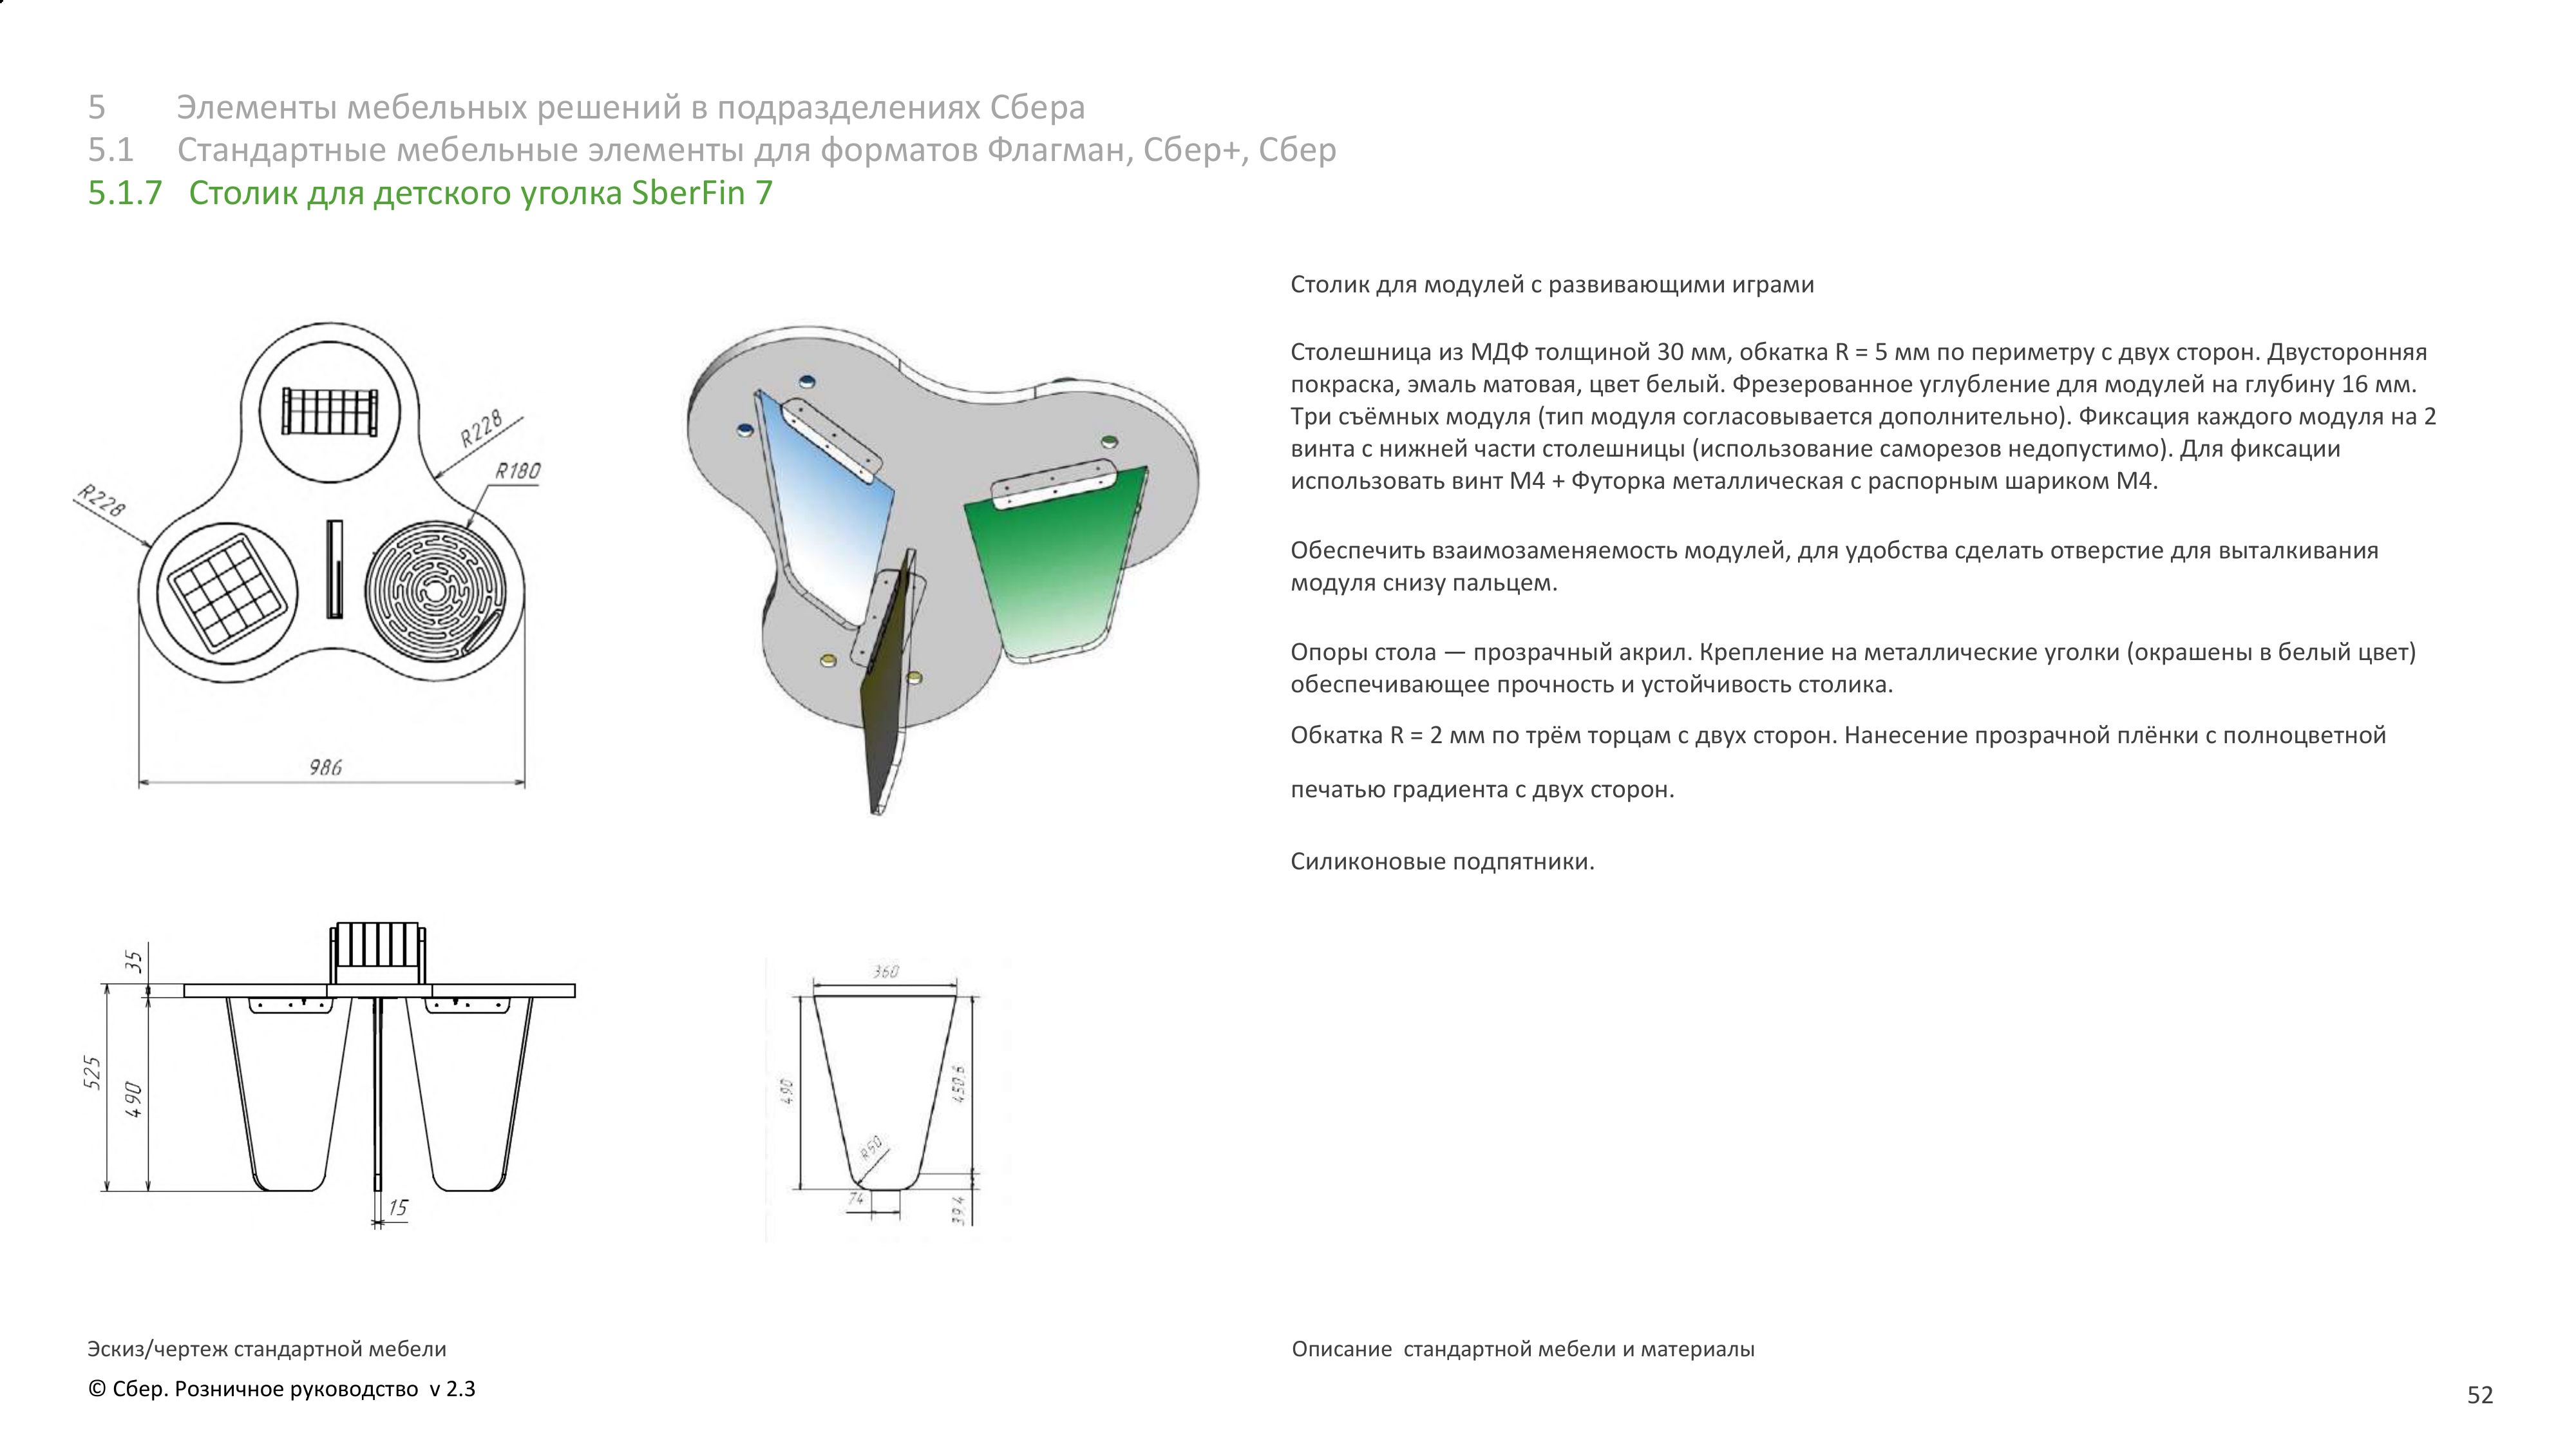 5 Элементы мебельных решений в подразделениях Сбера
5.1 Стандартные мебельные элементы для форматов Флагман, Сбер+, Сбер
5.1.7 Столик для детского уголка SberFin 7
R228
R180
R228
986
Столик для модулей с развивающими играми
Столешница из МДФ толщиной 30 мм, обкатка R = 5 мм по периметру с двух сторон. Двусторонняя
покраска, эмаль матовая, цвет белый. Фрезерованное углубление для модулей на глубину 16 мм.
Три съёмных модуля (тип модуля согласовывается дополнительно). Фиксация каждого модуля на 2
винта с нижней части столешницы (использование саморезов недопустимо). Для фиксации
использовать винт М4 + Футорка металлическая с распорным шариком М4.
Обеспечить взаимозаменяемость модулей, для удобства сделать отверстие для выталкивания
модуля снизу пальцем.
Опоры стола — прозрачный акрил. Крепление на металлические уголки (окрашены в белый цвет)
обеспечивающее прочность и устойчивость столика.
Обкатка R = 2 мм по трём торцам с двух сторон. Нанесение прозрачной плёнки с полноцветной
печатью градиента с двух сторон.
Силиконовые подпятники.
35
525
490
15
360
490
450,6
R50
74
39,4
Эскиз/чертеж стандартной мебели
Описание стандартной мебели и материалы
© Сбер. Розничное руководство v 2.3
52